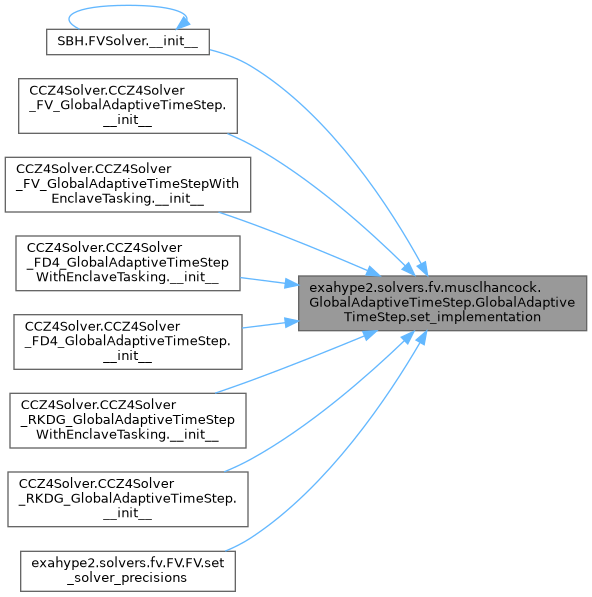 SBH.FVSolver.__init__
CCZ4Solver.CCZ4Solver
_FV_GlobalAdaptiveTimeStep.
__init__
CCZ4Solver.CCZ4Solver
_FV_GlobalAdaptiveTimeStepWith
EnclaveTasking.__init__
CCZ4Solver.CCZ4Solver
_FD4_GlobalAdaptiveTimeStep
WithEnclaveTasking.__init__
exahype2.solvers.fv.musclhancock.
GlobalAdaptiveTimeStep.GlobalAdaptive
TimeStep.set_implementation
CCZ4Solver.CCZ4Solver
_FD4_GlobalAdaptiveTimeStep.
__init__
CCZ4Solver.CCZ4Solver
_RKDG_GlobalAdaptiveTimeStep
WithEnclaveTasking.__init__
CCZ4Solver.CCZ4Solver
_RKDG_GlobalAdaptiveTimeStep.
__init__
exahype2.solvers.fv.FV.FV.set
_solver_precisions